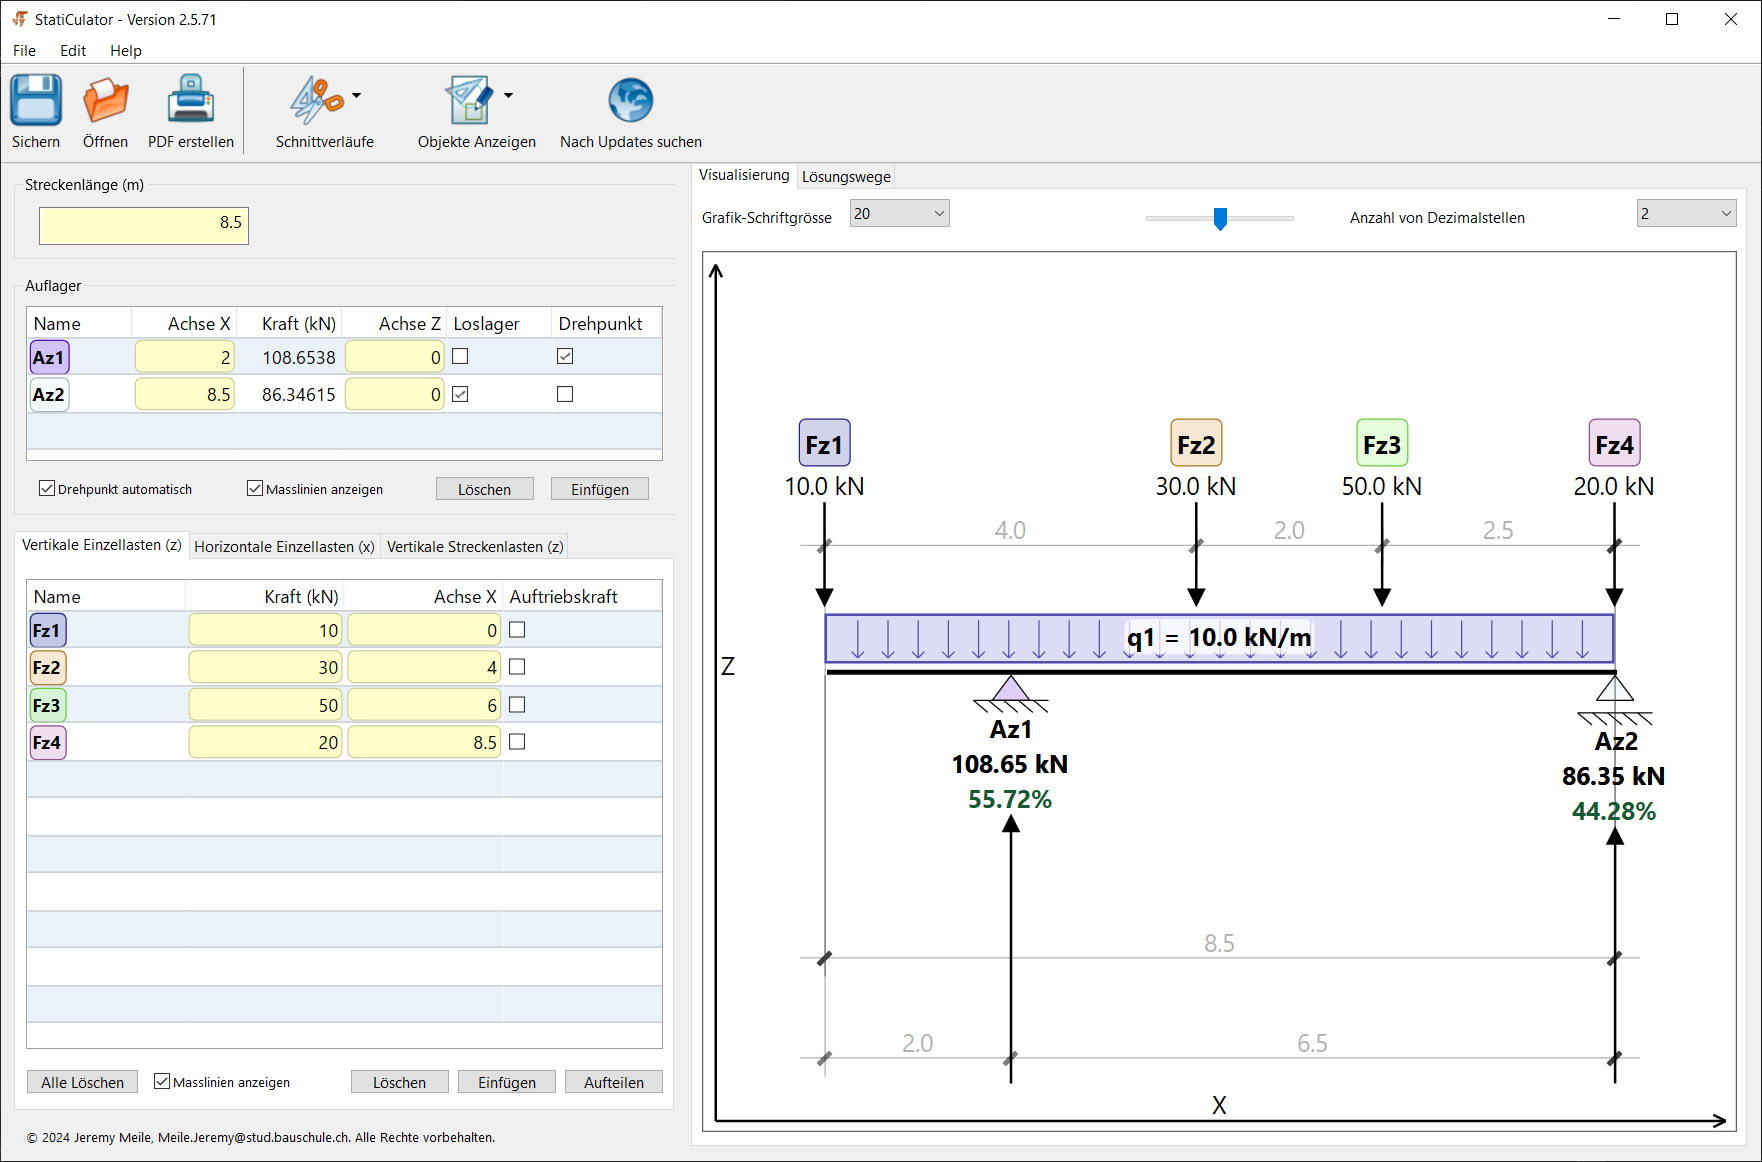 StatiCulator - Version 2.5.71
File Edit Help
Sichern Öffnen PDF erstellen Schnittverläufe Objekte Anzeigen Nach Updates suchen
Streckenlänge (m)
8.5
Auflager
Name Achse X Kraft (kN) Achse Z Loslager Drehpunkt
Az1 2 108.6538 0
Az2 8.5 86.34615 0
Drehpunkt automatisch Masslinien anzeigen Löschen Einfügen
Vertikale Einzellasten (z) Horizontale Einzellasten (x) Vertikale Streckenlasten (z)
Name Kraft (kN) Achse X Auftriebskraft
Fz1 10 0
Fz2 30 4
Fz3 50 6
Fz4 20 8.5
Alle Löschen Masslinien anzeigen Löschen Einfügen Aufteilen
© 2024 Jeremy Meile, Meile.Jeremy@stud.bauschule.ch. Alle Rechte vorbehalten.
Visualisierung Lösungswege
Grafik-Schriftgrösse 20 Anzahl von Dezimalstellen 2
Fz1 Fz2 Fz3 Fz4
10.0 kN 30.0 kN 50.0 kN 20.0 kN
4.0 2.0 2.5
q1 = 10.0 kN/m
Z
Az1
108.65 kN
55.72%
Az2
86.35 kN
44.28%
8.5
2.0 6.5
X